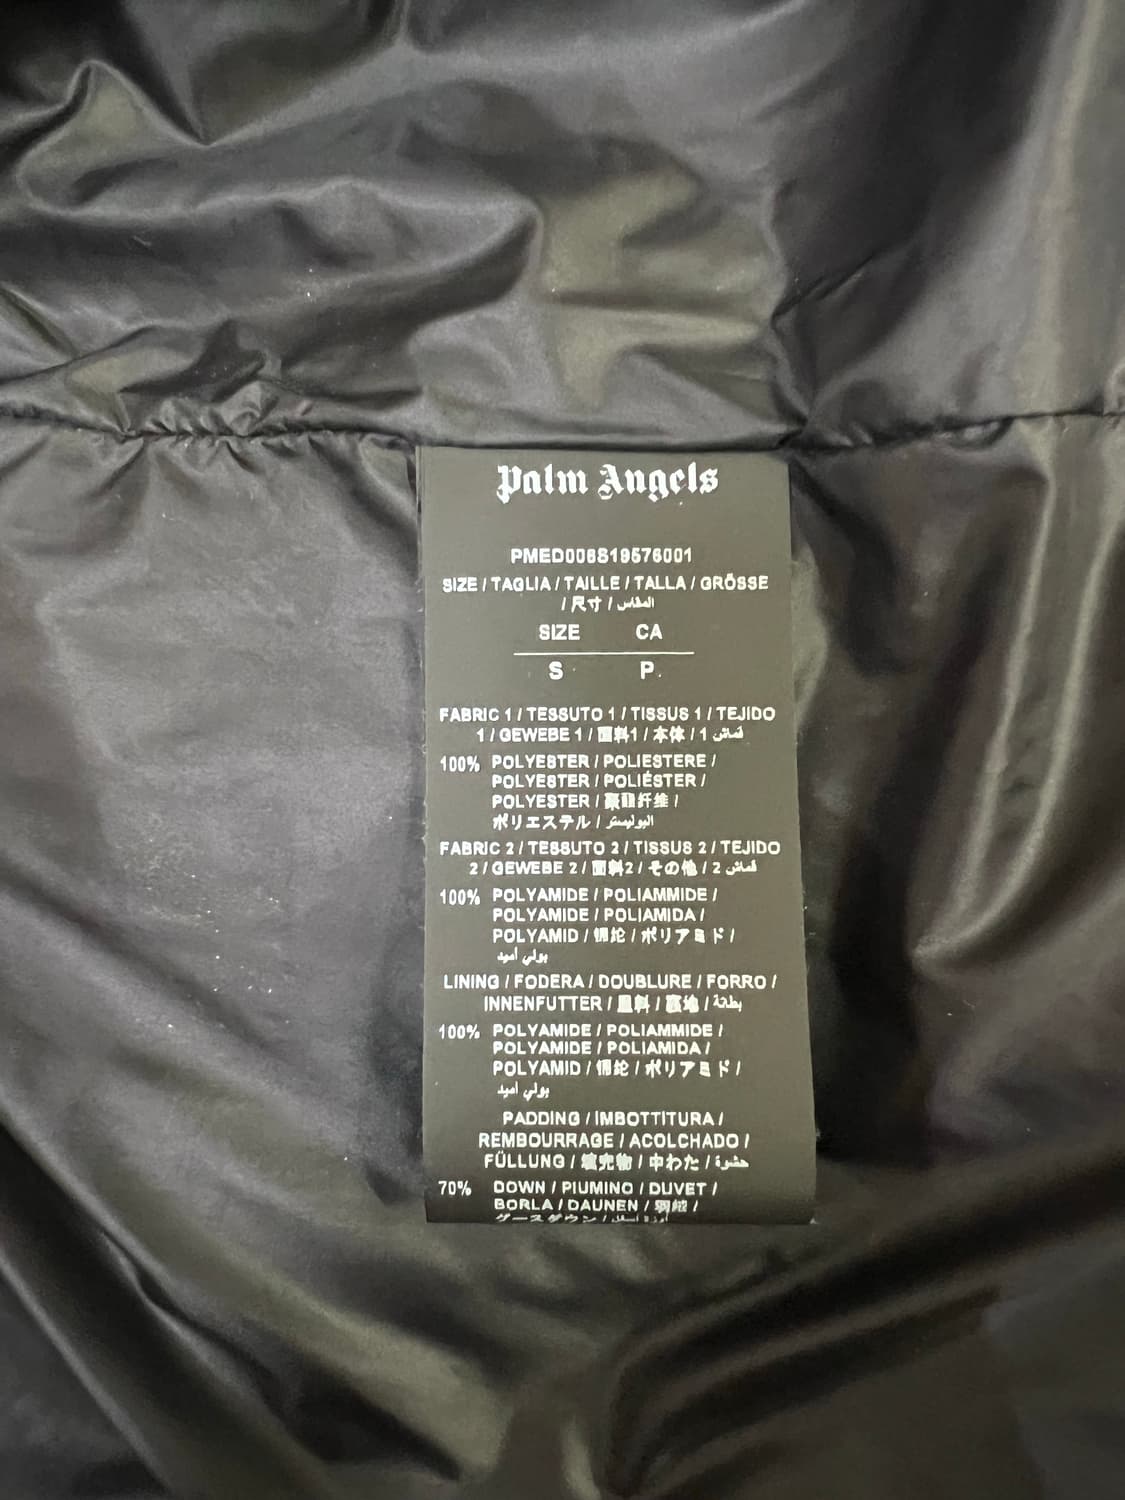 Palm Angels
PMED008S19576001
SIZE / TAGLIA / TAILLE / TALLA / GRÖSSE
/ 尺寸 / المقاس
SIZE CA
S P
FABRIC 1 / TESSUTO 1 / TISSUS 1 / TEJIDO
1 / GEWEBE 1 / 面料1 / 本体 / قماش 1
100% POLYESTER / POLIESTERE /
POLYESTER / POLIÉSTER /
POLYESTER / 聚酯纤维 /
ポリエステル / البوليستر
FABRIC 2 / TESSUTO 2 / TISSUS 2 / TEJIDO
2 / GEWEBE 2 / 面料2 / その他 / قماش 2
100% POLYAMIDE / POLIAMMIDE /
POLYAMIDE / POLIAMIDA /
POLYAMID / 锦纶 / ポリアミド /
بولي أميد
LINING / FODERA / DOUBLURE / FORRO /
INNENFUTTER / 里料 / 裏地 / بطانة
100% POLYAMIDE / POLIAMMIDE /
POLYAMIDE / POLIAMIDA /
POLYAMID / 锦纶 / ポリアミド /
بولي أميد
PADDING / IMBOTTITURA /
REMBOURRAGE / ACOLCHADO /
FÜLLUNG / 填充物 / 中わた / حشوة
70% DOWN / PIUMINO / DUVET /
BORLA / DAUNEN / 羽绒 /
グースダウン /